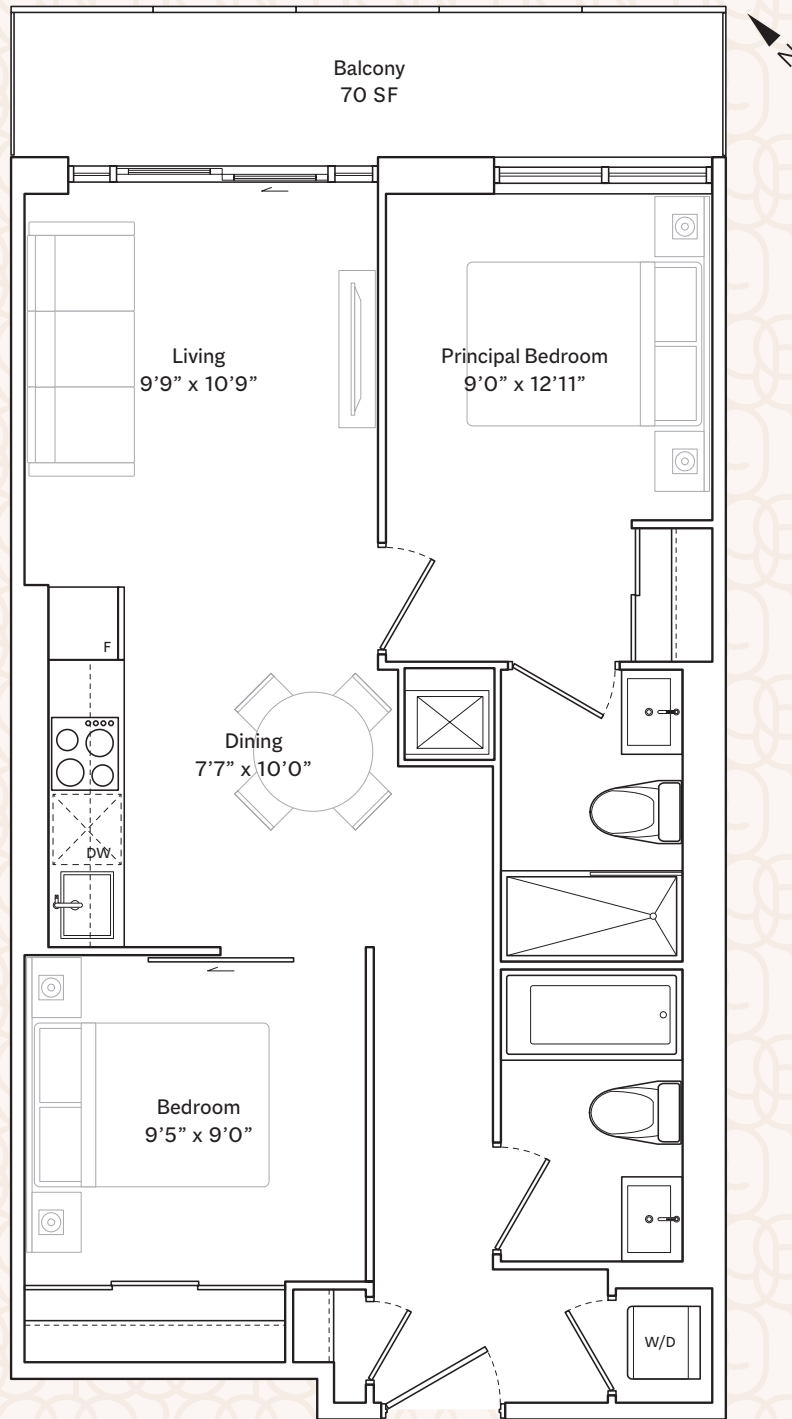 Balcony
70 SF
N
Living
9’9” x 10’9”
Principal Bedroom
9’0” x 12’11”
F
Dining
7’7” x 10’0”
DW
Bedroom
9’5” x 9’0”
W/D